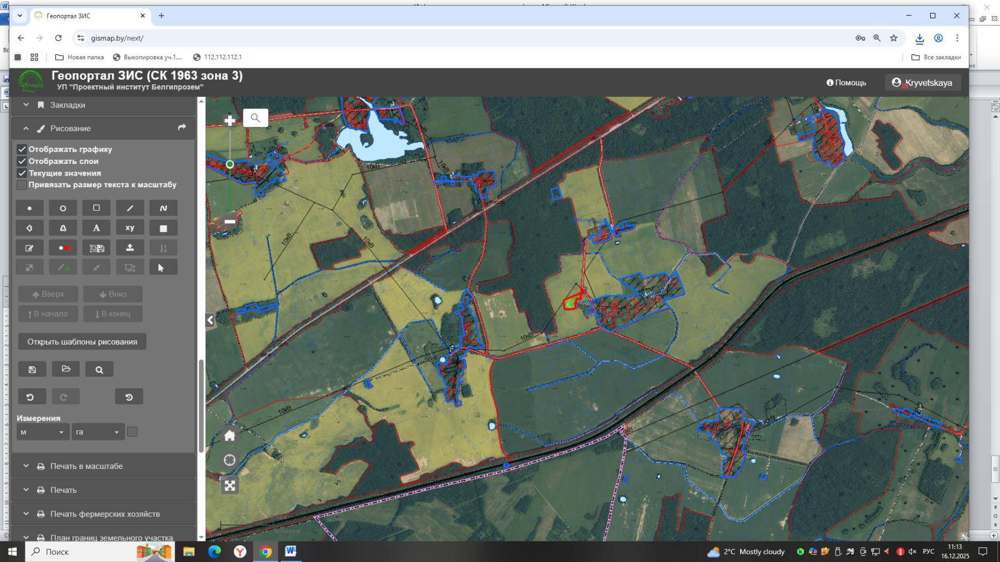 Геопортал ЗИС
gismap.by/next/
Новая папка
Выкопировка уч.1....
112.112.112.1
Все закладки
Геопортал ЗИС (СК 1963 зона 3)
УП "Проектный институт Белгипрозем"
Помощь
Kryvetskaya
Закладки
Рисование
Отображать графику
Отображать слои
Текущие значения
Привязать размер текста к масштабу
A
xy
Вверх
Вниз
В начало
В конец
Открыть шаблоны рисования
Измерения
м
га
Печать в масштабе
Печать
Печать фермерских хозяйств
План границ земельного участка
10кВ
10кВ
10кВ
10кВ
10кВ
10кВ
Поиск
2°C Mostly cloudy
РУС
11:13
16.12.2025